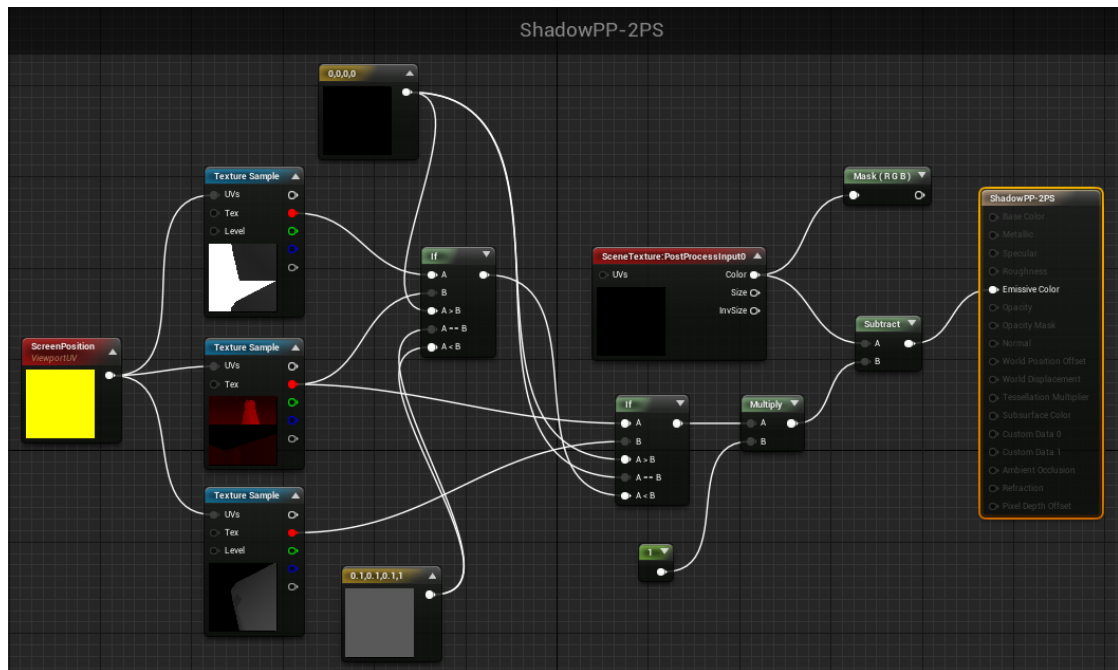 ShadowPP-2PS
0,0,0,0
Texture Sample
UVs
Tex
Level
ScreenPosition
ViewportUV
Texture Sample
UVs
Tex
Texture Sample
UVs
Tex
Level
0.1,0.1,0.1,1
If
A
B
A > B
A == B
A < B
SceneTexture:PostProcessInput0
UVs
Color
Size
InvSize
If
A
B
A > B
A == B
A < B
Multiply
A
B
1
Mask ( R G B )
Subtract
A
B
ShadowPP-2PS
Base Color
Metallic
Specular
Roughness
Emissive Color
Opacity
Opacity Mask
Normal
World Position Offset
World Displacement
Tessellation Multiplier
Subsurface Color
Custom Data 0
Custom Data 1
Ambient Occlusion
Refraction
Pixel Depth Offset